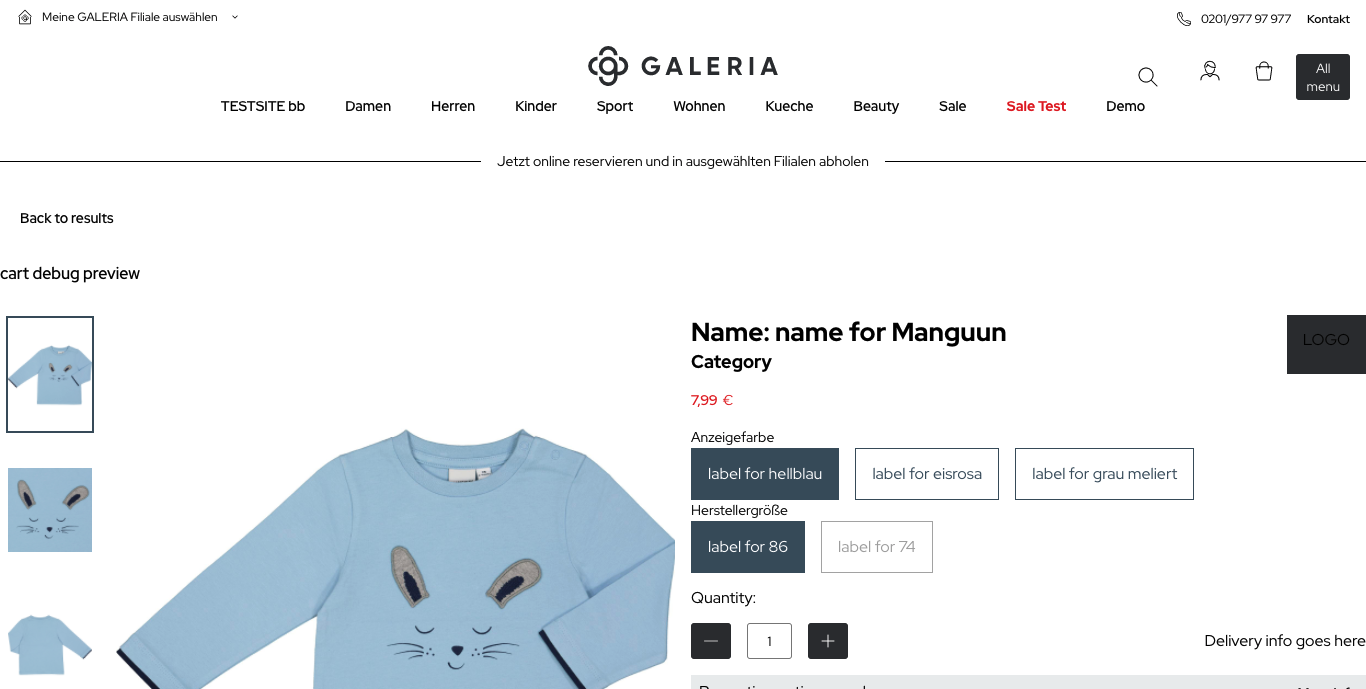 Meine GALERIA Filiale auswählen
0201/977 97 977 Kontakt
GALERIA
All
menu
TESTSITE bb Damen Herren Kinder Sport Wohnen Kueche Beauty Sale Sale Test Demo
Jetzt online reservieren und in ausgewählten Filialen abholen
Back to results
cart debug preview
Name: name for Manguun
LOGO
Category
7,99 €
Anzeigefarbe
label for hellblau label for eisrosa label for grau meliert
Herstellergröße
label for 86 label for 74
Quantity:
1
Delivery info goes here